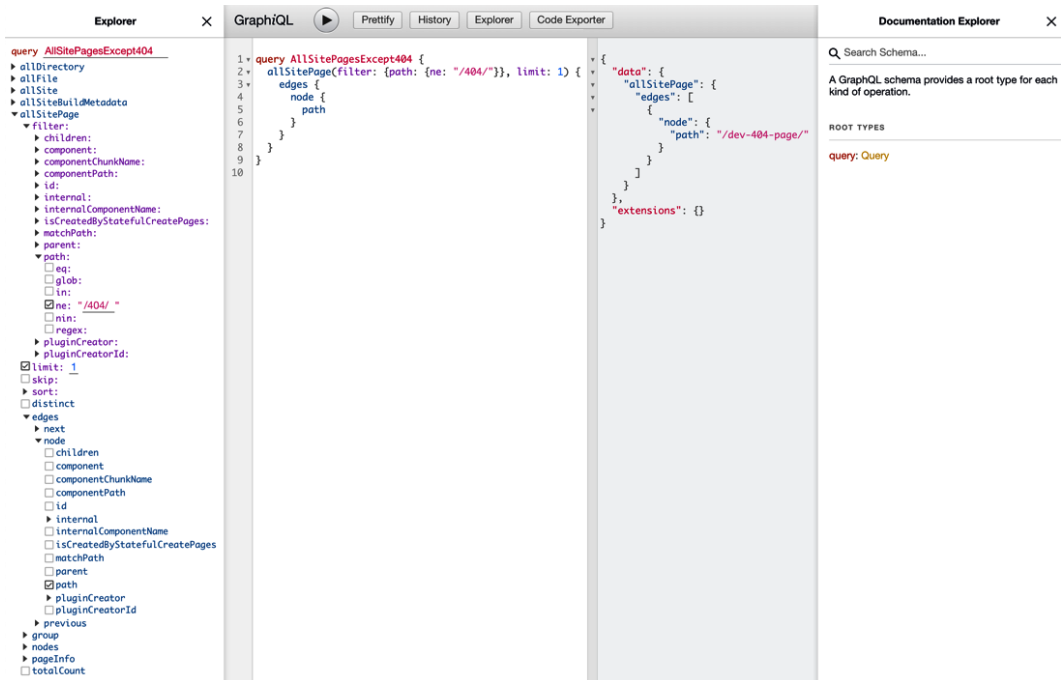 Explorer
query AllSitePagesExcept404
allDirectory
allFile
allSite
allSiteBuildMetadata
allSitePage
filter:
children:
component:
componentChunkName:
componentPath:
id:
internal:
internalComponentName:
isCreatedByStatefulCreatePages:
matchPath:
parent:
path:
eq:
glob:
in:
ne: "/404/ "
nin:
regex:
pluginCreator:
pluginCreatorId:
limit: 1
skip:
sort:
distinct
edges
next
node
children
component
componentChunkName
componentPath
id
internal
internalComponentName
isCreatedByStatefulCreatePages
matchPath
parent
path
pluginCreator
pluginCreatorId
previous
group
nodes
pageInfo
totalCount
GraphiQL Prettify History Explorer Code Exporter
1 query AllSitePagesExcept404 {
2 allSitePage(filter: {path: {ne: "/404/"}}, limit: 1) {
3 edges {
4 node {
5 path
6 }
7 }
8 }
9 }
10
{
"data": {
"allSitePage": {
"edges": [
{
"node": {
"path": "/dev-404-page/"
}
}
]
}
},
"extensions": {}
}
Documentation Explorer
Search Schema...
A GraphQL schema provides a root type for each
kind of operation.
ROOT TYPES
query: Query